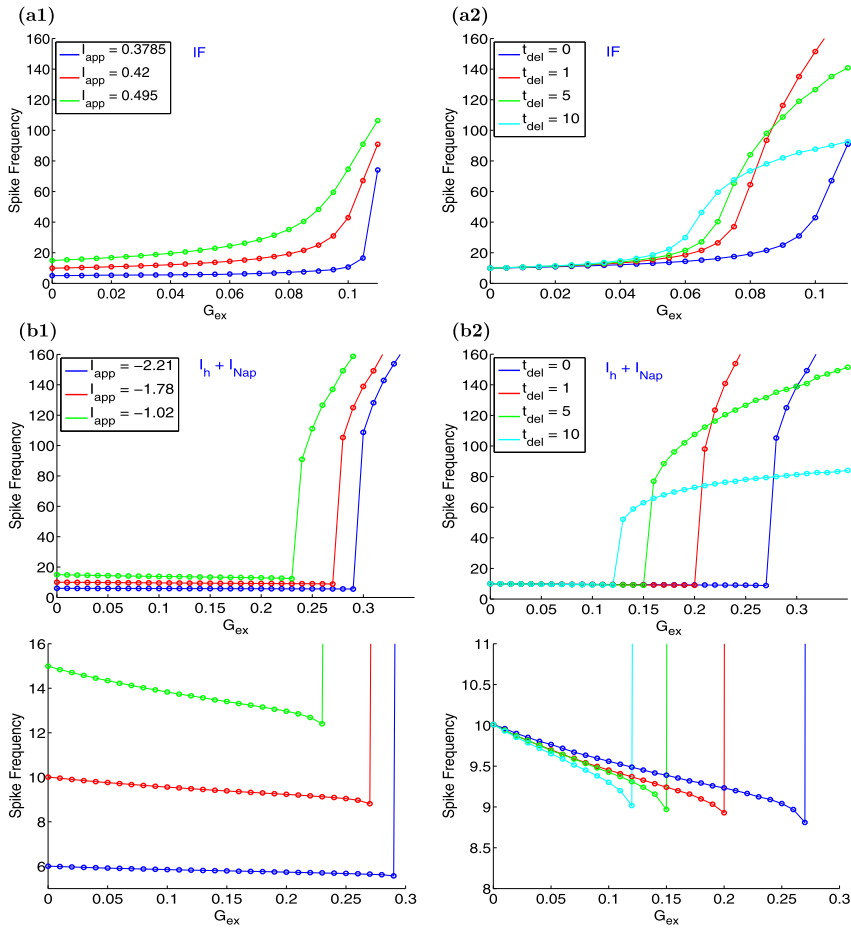 (a1)
IF
I_app = 0.3785
I_app = 0.42
I_app = 0.495
Spike Frequency
160
140
120
100
80
60
40
20
0
0 0.02 0.04 0.06 0.08 0.1
G_ex
(a2)
IF
t_del = 0
t_del = 1
t_del = 5
t_del = 10
Spike Frequency
160
140
120
100
80
60
40
20
0
0 0.02 0.04 0.06 0.08 0.1
G_ex
(b1)
I_h + I_Nap
I_app = −2.21
I_app = −1.78
I_app = −1.02
Spike Frequency
160
140
120
100
80
60
40
20
0
0 0.05 0.1 0.15 0.2 0.25 0.3
G_ex
(b2)
I_h + I_Nap
t_del = 0
t_del = 1
t_del = 5
t_del = 10
Spike Frequency
160
140
120
100
80
60
40
20
0
0 0.05 0.1 0.15 0.2 0.25 0.3
G_ex
Spike Frequency
16
14
12
10
8
6
0 0.05 0.1 0.15 0.2 0.25 0.3
G_ex
Spike Frequency
11
10.5
10
9.5
9
8.5
8
0 0.05 0.1 0.15 0.2 0.25 0.3
G_ex